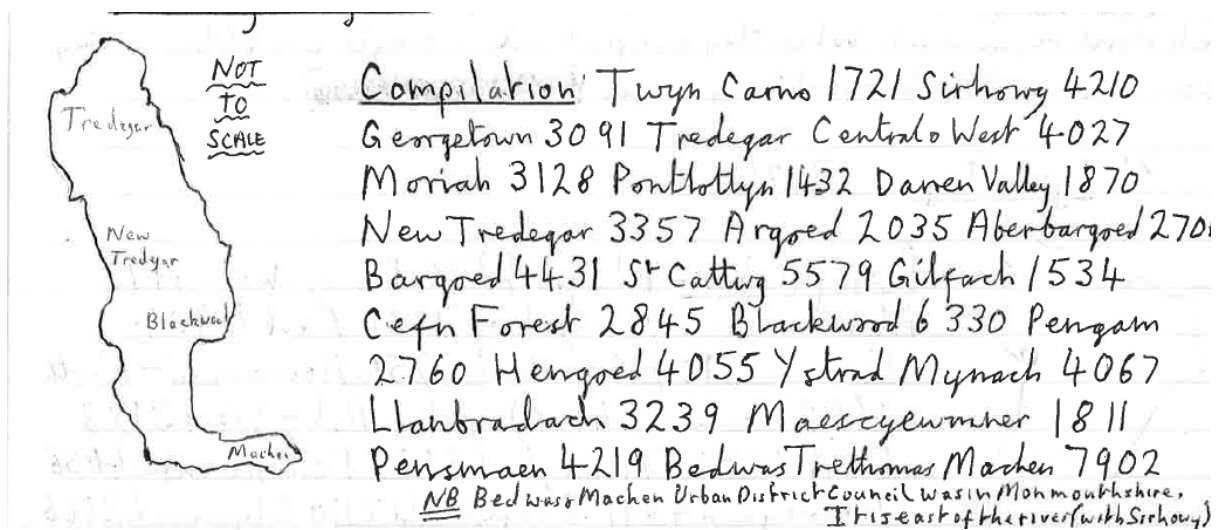 NOT
TO
SCALE
Tredegar
New
Tredegar
Blackwood
Machen
Compilation Twyn Carno 1721 Sirhowy 4210
Georgetown 3091 Tredegar Central & West 4027
Moriah 3128 Pontlottyn 1432 Darren Valley 1870
New Tredegar 3357 Argoed 2035 Aberbargoed
Bargoed 4431 St Cattwg 5579 Gilfach 1534
Cefn Forest 2845 Blackwood 6330 Pengam
2760 Hengoed 4055 Ystrad Mynach 4067
Llanbradach 3239 Maescycwmmer 1811
Penmaen 4219 Bedwas Trethomas Machen 7902
NB Bedwas & Machen Urban District Council was in Monmouthshire.
It is east of the river (with Sirhowy)